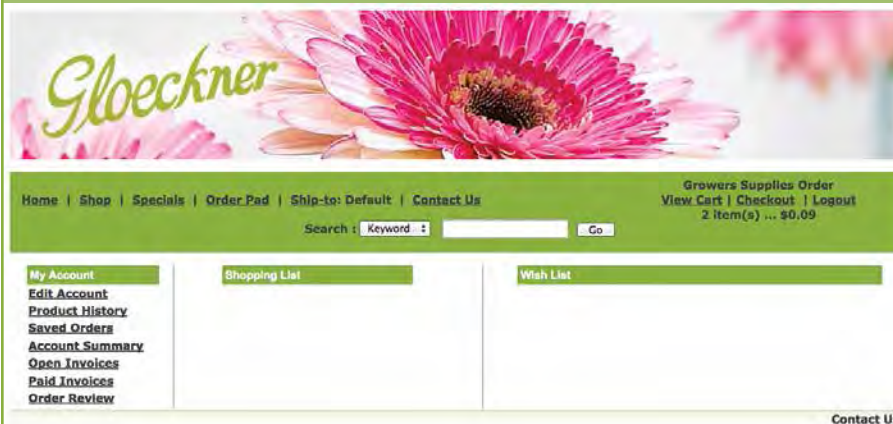 Gloeckner
Growers Supplies Order
Home | Shop | Specials | Order Pad | Ship-to: Default | Contact Us
View Cart | Checkout | Logout
2 item(s) ... $0.09
Search : Keyword Go
My Account
Edit Account
Product History
Saved Orders
Account Summary
Open Invoices
Paid Invoices
Order Review
Shopping List
Wish List
Contact U